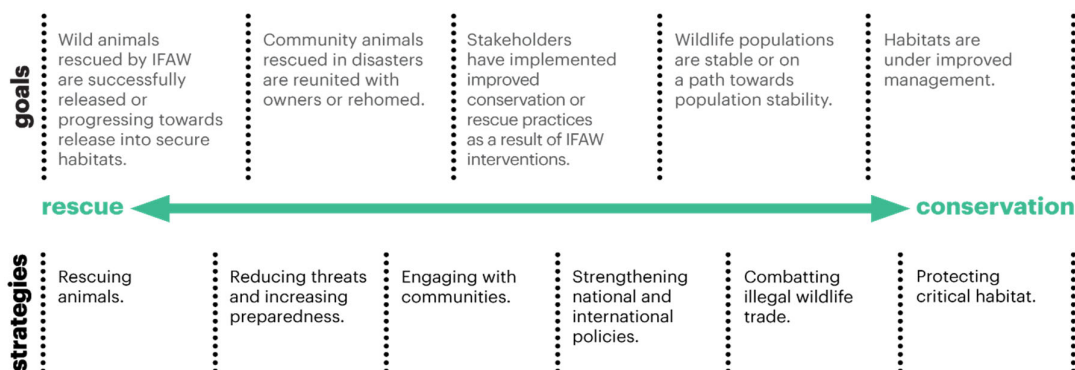 goals
Wild animals
rescued by IFAW
are successfully
released or
progressing towards
release into secure
habitats.
Community animals
rescued in disasters
are reunited with
owners or rehomed.
Stakeholders
have implemented
improved
conservation or
rescue practices
as a result of IFAW
interventions.
Wildlife populations
are stable or on
a path towards
population stability.
Habitats are
under improved
management.
rescue
conservation
strategies
Rescuing
animals.
Reducing threats
and increasing
preparedness.
Engaging with
communities.
Strengthening
national and
international
policies.
Combatting
illegal wildlife
trade.
Protecting
critical habitat.